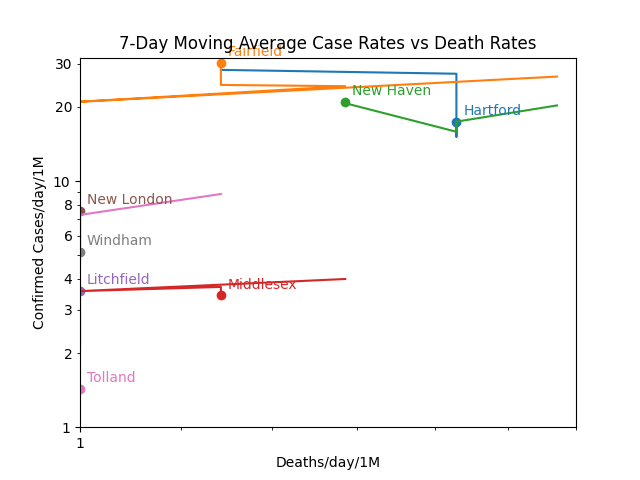 7-Day Moving Average Case Rates vs Death Rates
Fairfield
30
New Haven
20
Hartford
10
New London
8
Windham
6
Litchfield
4
Middlesex
3
2
Tolland
1
1
Confirmed Cases/day/1M
Deaths/day/1M